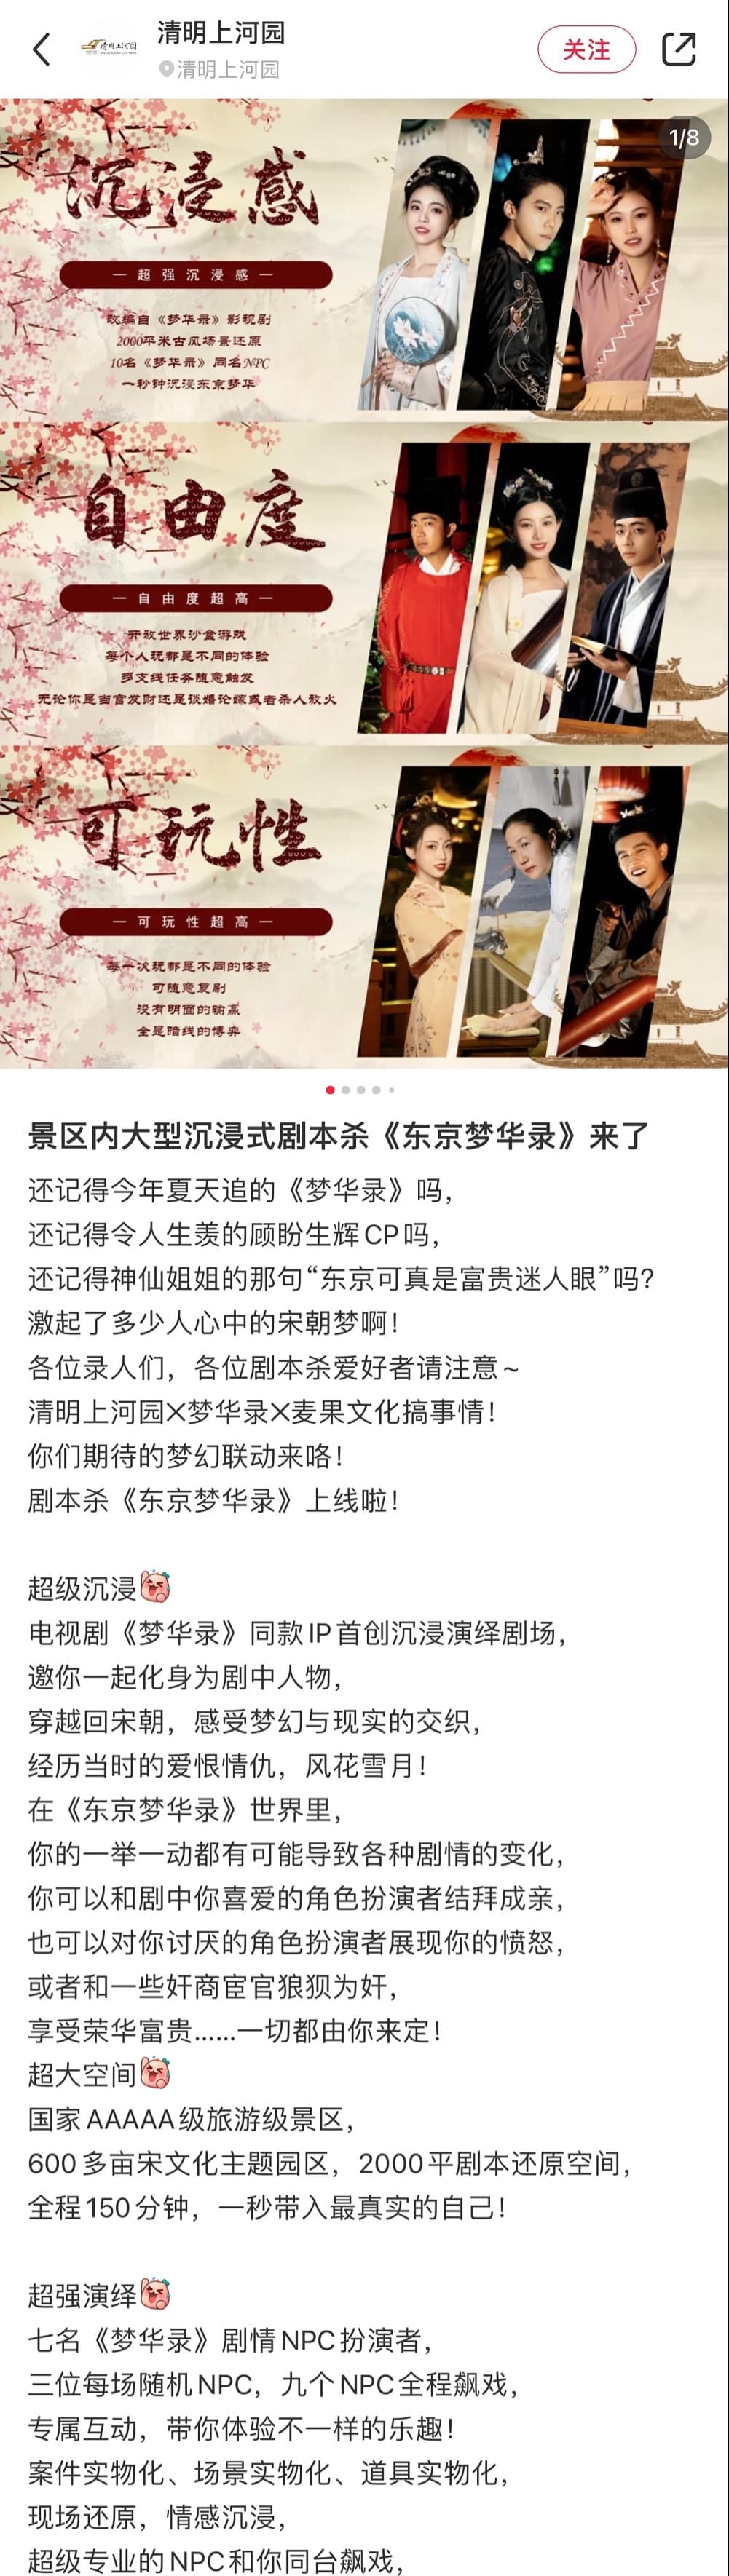 清明上河园
清明上河园
关注
1/8
沉浸感
— 超强沉浸感 —
改编自《梦华录》影视剧
2000平米古风场景还原
10名《梦华录》同名NPC
一秒钟沉浸东京梦华
自由度
— 自由度超高 —
开放世界沙盒游戏
每个人玩都是不同的体验
多支线任务随意触发
无论你是当官发财还是谈婚论嫁或者杀人放火
可玩性
— 可玩性超高 —
每一次玩都是不同的体验
可随意复剧
没有明面的输赢
全是暗线的博弈
景区内大型沉浸式剧本杀《东京梦华录》来了
还记得今年夏天追的《梦华录》吗，
还记得令人生羡的顾盼生辉CP吗，
还记得神仙姐姐的那句“东京可真是富贵迷人眼”吗？
激起了多少人心中的宋朝梦啊！
各位录人们，各位剧本杀爱好者请注意~
清明上河园×梦华录×麦果文化搞事情！
你们期待的梦幻联动来咯！
剧本杀《东京梦华录》上线啦！
超级沉浸
电视剧《梦华录》同款IP首创沉浸演绎剧场，
邀你一起化身为剧中人物，
穿越回宋朝，感受梦幻与现实的交织，
经历当时的爱恨情仇，风花雪月！
在《东京梦华录》世界里，
你的一举一动都有可能导致各种剧情的变化，
你可以和剧中你喜爱的角色扮演者结拜成亲，
也可以对你讨厌的角色扮演者展现你的愤怒，
或者和一些奸商宦官狼狈为奸，
享受荣华富贵……一切都由你来定！
超大空间
国家AAAAA级旅游级景区，
600多亩宋文化主题园区，2000平剧本还原空间，
全程150分钟，一秒带入最真实的自己！
超强演绎
七名《梦华录》剧情NPC扮演者，
三位每场随机NPC，九个NPC全程飙戏，
专属互动，带你体验不一样的乐趣！
案件实物化、场景实物化、道具实物化，
现场还原，情感沉浸，
超级专业的NPC和你同台飙戏，